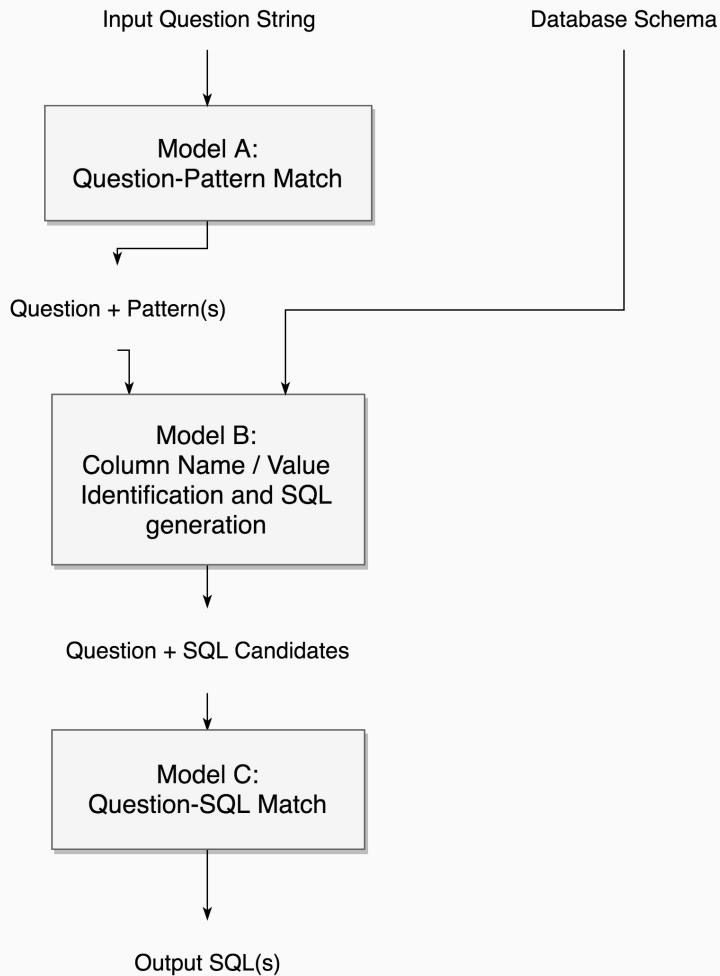 Input Question String
Database Schema
Model A:
Question-Pattern Match
Question + Pattern(s)
Model B:
Column Name / Value
Identification and SQL
generation
Question + SQL Candidates
Model C:
Question-SQL Match
Output SQL(s)